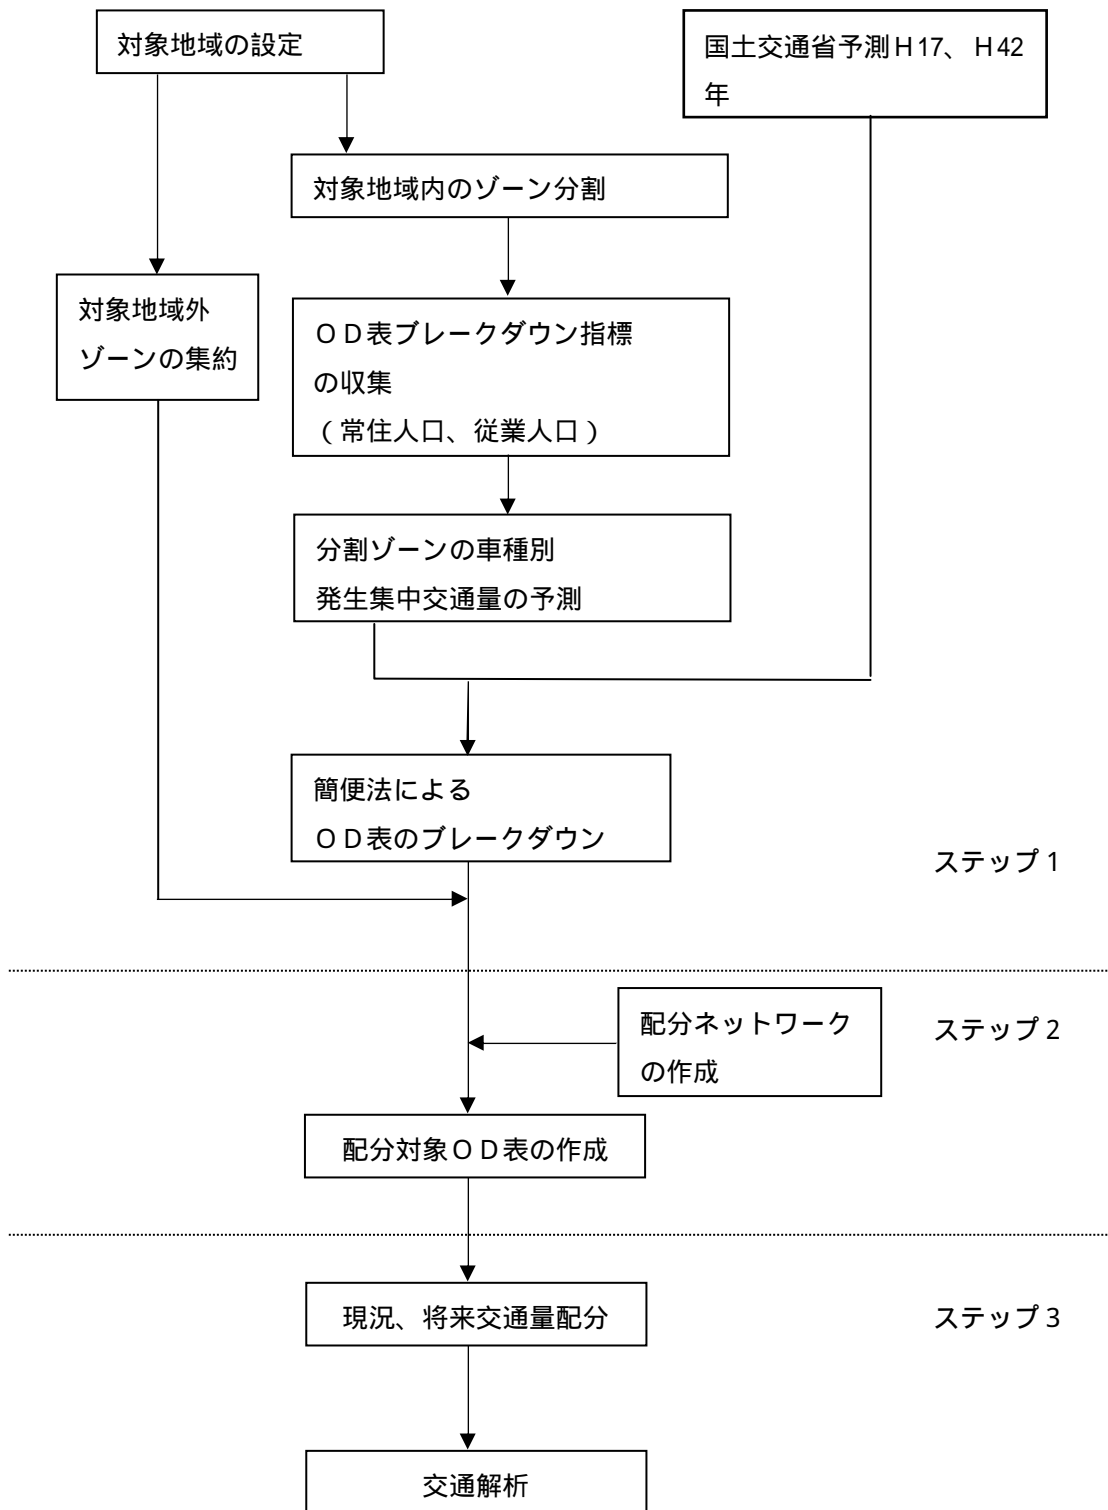 対象地域の設定
国土交通省予測H17、H42
年
対象地域内のゾーン分割
対象地域外
ゾーンの集約
OD表ブレークダウン指標
の収集
(常住人口、従業人口)
分割ゾーンの車種別
発生集中交通量の予測
簡便法による
OD表のブレークダウン
ステップ1
配分ネットワーク
の作成
ステップ2
配分対象OD表の作成
現況、将来交通量配分
ステップ3
交通解析